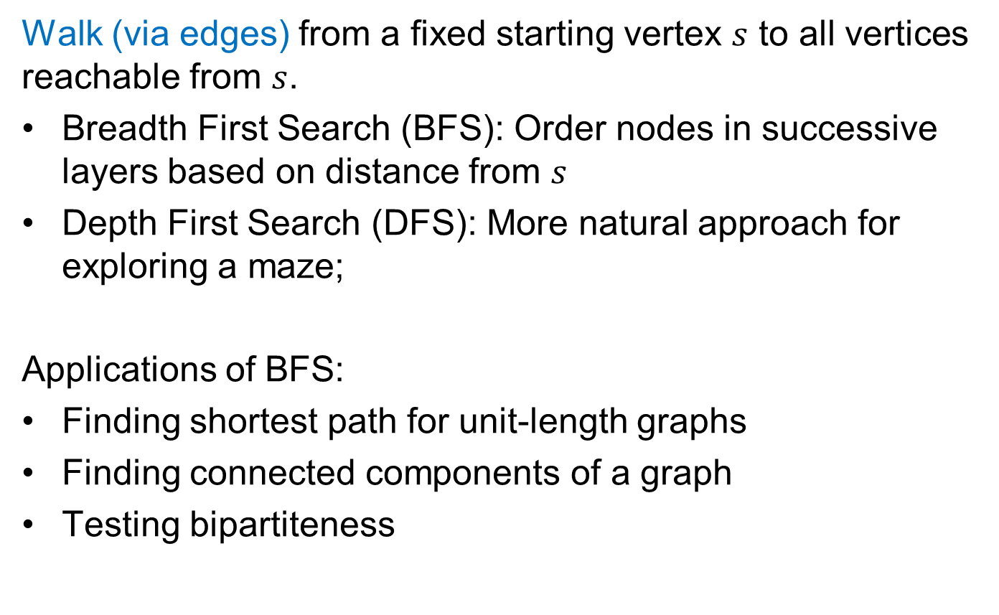 Walk (via edges) from a fixed starting vertex s to all vertices
reachable from s.
• Breadth First Search (BFS): Order nodes in successive
layers based on distance from s
• Depth First Search (DFS): More natural approach for
exploring a maze;
Applications of BFS:
• Finding shortest path for unit-length graphs
• Finding connected components of a graph
• Testing bipartiteness